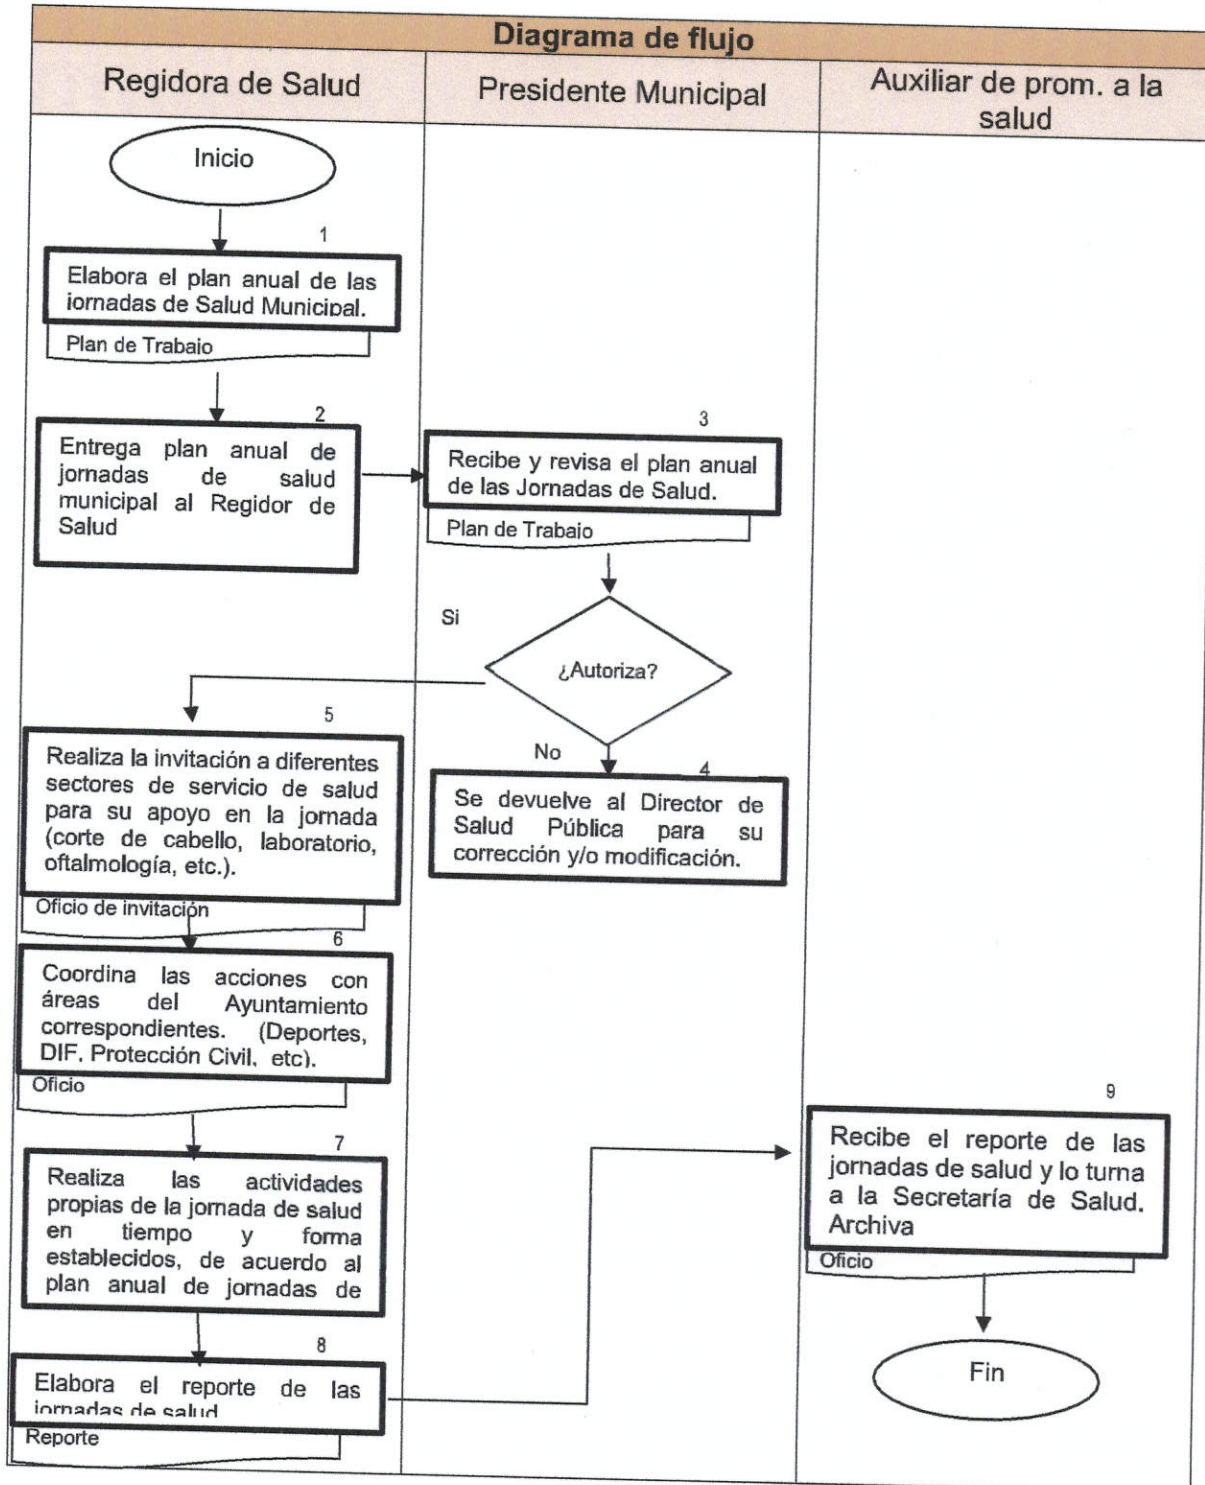 Diagrama de flujo
Regidora de Salud
Presidente Municipal
Auxiliar de prom. a la
salud
Inicio
1
Elabora el plan anual de las
jornadas de Salud Municipal.
Plan de Trabajo
2
Entrega plan anual de
jornadas de salud
municipal al Regidor de
Salud
3
Recibe y revisa el plan anual
de las Jornadas de Salud.
Plan de Trabajo
Si
¿Autoriza?
No
4
Se devuelve al Director de
Salud Pública para su
corrección y/o modificación.
5
Realiza la invitación a diferentes
sectores de servicio de salud
para su apoyo en la jornada
(corte de cabello, laboratorio,
oftalmología, etc.).
Oficio de invitación
6
Coordina las acciones con
áreas del Ayuntamiento
correspondientes. (Deportes,
DIF, Protección Civil, etc).
Oficio
7
Realiza las actividades
propias de la jornada de salud
en tiempo y forma
establecidos, de acuerdo al
plan anual de jornadas de
8
Elabora el reporte de las
jornadas de salud
Reporte
9
Recibe el reporte de las
jornadas de salud y lo turna
a la Secretaría de Salud.
Archiva
Oficio
Fin